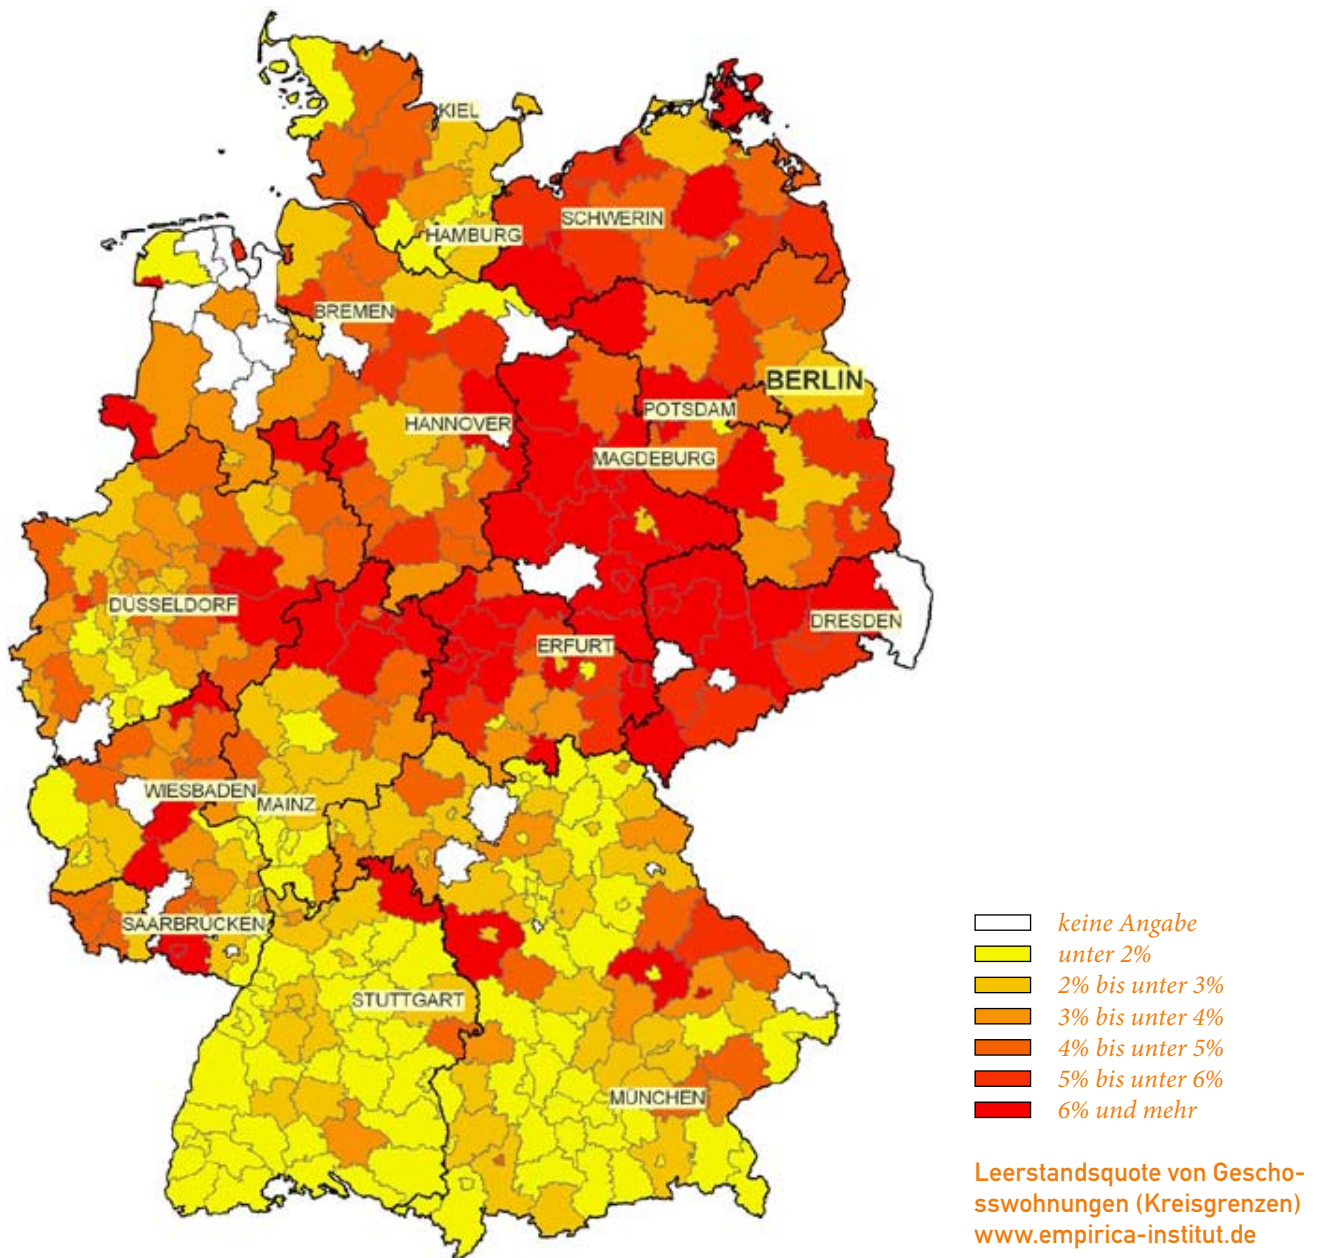 KIEL
SCHWERIN
HAMBURG
BREMEN
BERLIN
POTSDAM
HANNOVER
MAGDEBURG
DÜSSELDORF
DRESDEN
ERFURT
WIESBADEN
MAINZ
SAARBRÜCKEN
STUTTGART
MÜNCHEN
keine Angabe
unter 2%
2% bis unter 3%
3% bis unter 4%
4% bis unter 5%
5% bis unter 6%
6% und mehr
Leerstandsquote von Gescho-
sswohnungen (Kreisgrenzen)
www.empirica-institut.de